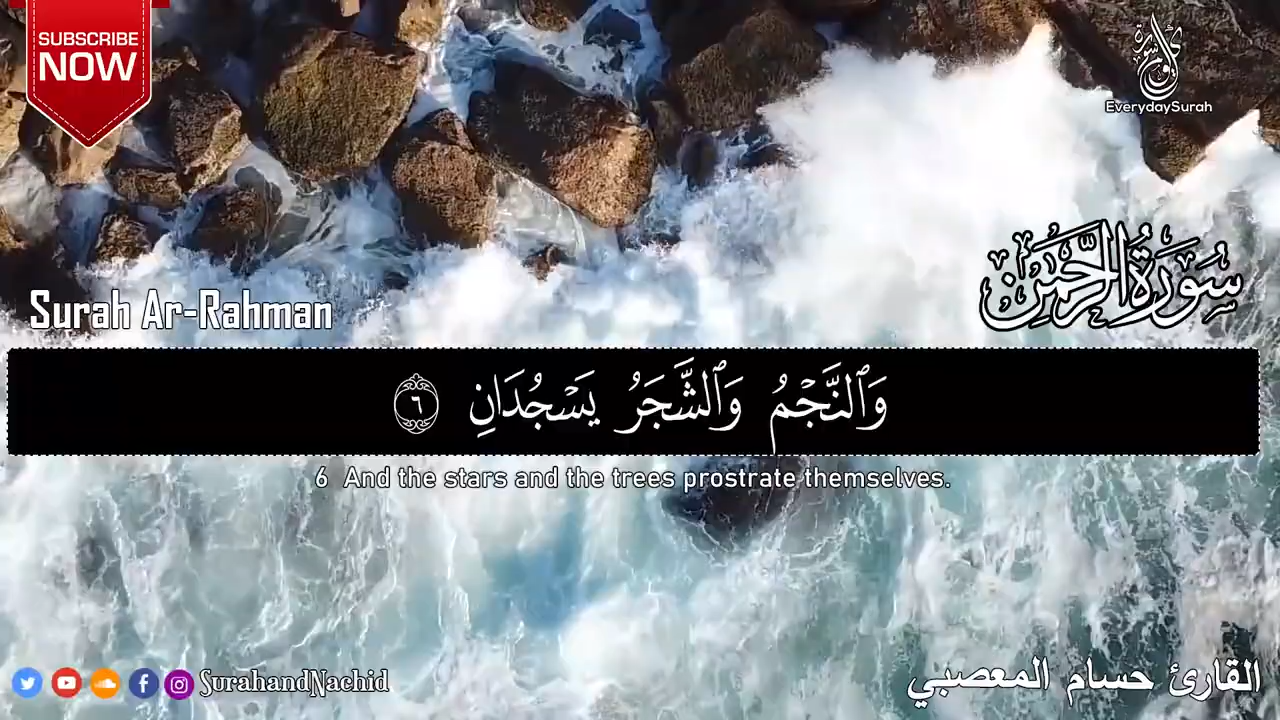 SUBSCRIBE
NOW
EverydaySurah
Surah Ar-Rahman
سُورَةُ الرَّحْمَٰن
وَٱلنَّجْمُ وَٱلشَّجَرُ يَسْجُدَانِ ٦
6 And the stars and the trees prostrate themselves.
SurahandNachid
القارئ حسام المعصبي